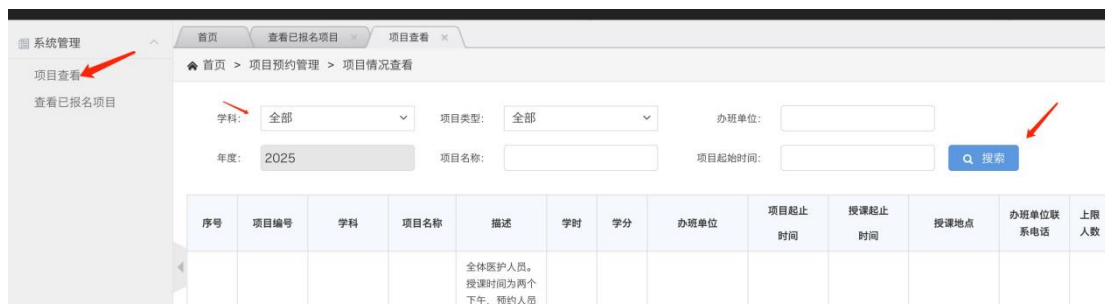 系统管理
项目查看
查看已报名项目
首页 查看已报名项目 × 项目查看 ×
首页 > 项目预约管理 > 项目情况查看
学科: 全部 项目类型: 全部 办班单位:
年度: 2025 项目名称: 项目起始时间: 搜索
序号 项目编号 学科 项目名称 描述 学时 学分 办班单位 项目起止时间 授课起止时间 授课地点 办班单位联系电话 上限人数
全体医护人员。
授课时间为两个
下午，预约人员